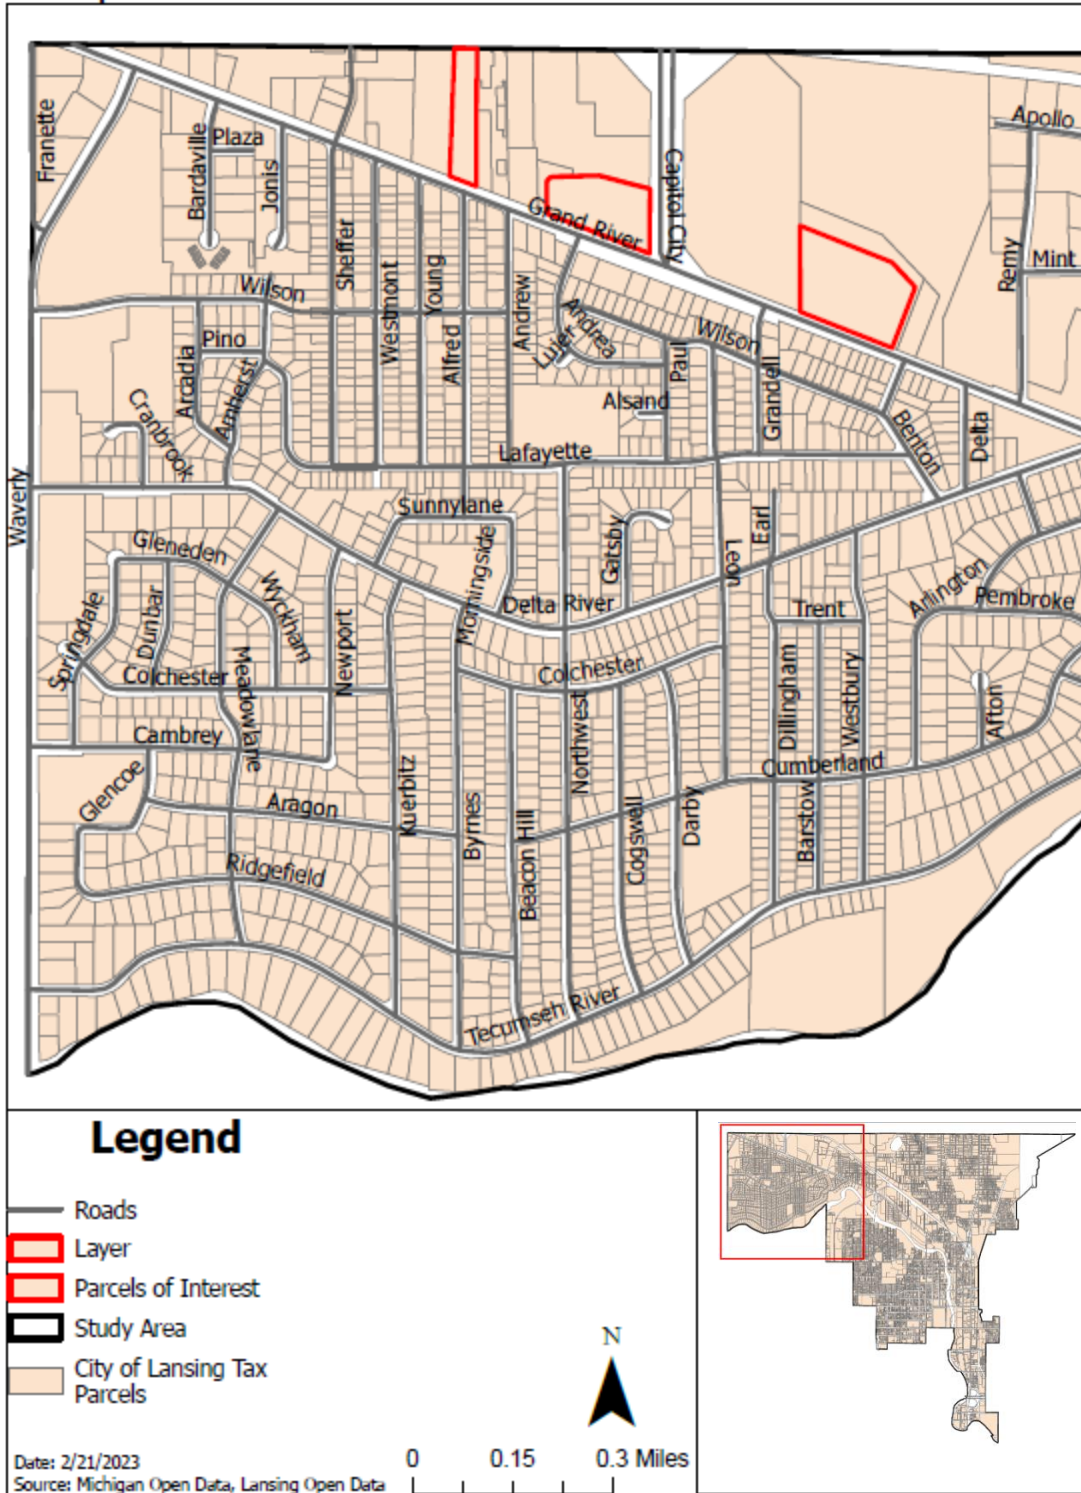 Apollo
Franette
Plaza
Bardaville
Jonis
Capitol City
Grand River
Sheffer
Remy
Mint
Westmont
Young
Andrew
Wilson
Andrea
Lujer
Wilson
Pino
Alfred
Paul
Arcadia
Amherst
Grandell
Cranbrook
Alsand
Benton
Delta
Lafayette
Waverly
Sunnylane
Earl
Gleneden
Gatsby
Leon
Morningside
Arlington
Wyckham
Springdale
Dunbar
Newport
Delta River
Trent
Pembroke
Colchester
Meadowlane
Colchester
Dillingham
Westbury
Northwest
Afton
Cambrey
Cumberland
Glencoe
Kuerbitz
Aragon
Byrnes
Beacon Hill
Cogswell
Darby
Barstow
Ridgefield
Tecumseh River
Legend
Roads
Layer
Parcels of Interest
Study Area
City of Lansing Tax
Parcels
N
Date: 2/21/2023
Source: Michigan Open Data, Lansing Open Data
0 0.15 0.3 Miles